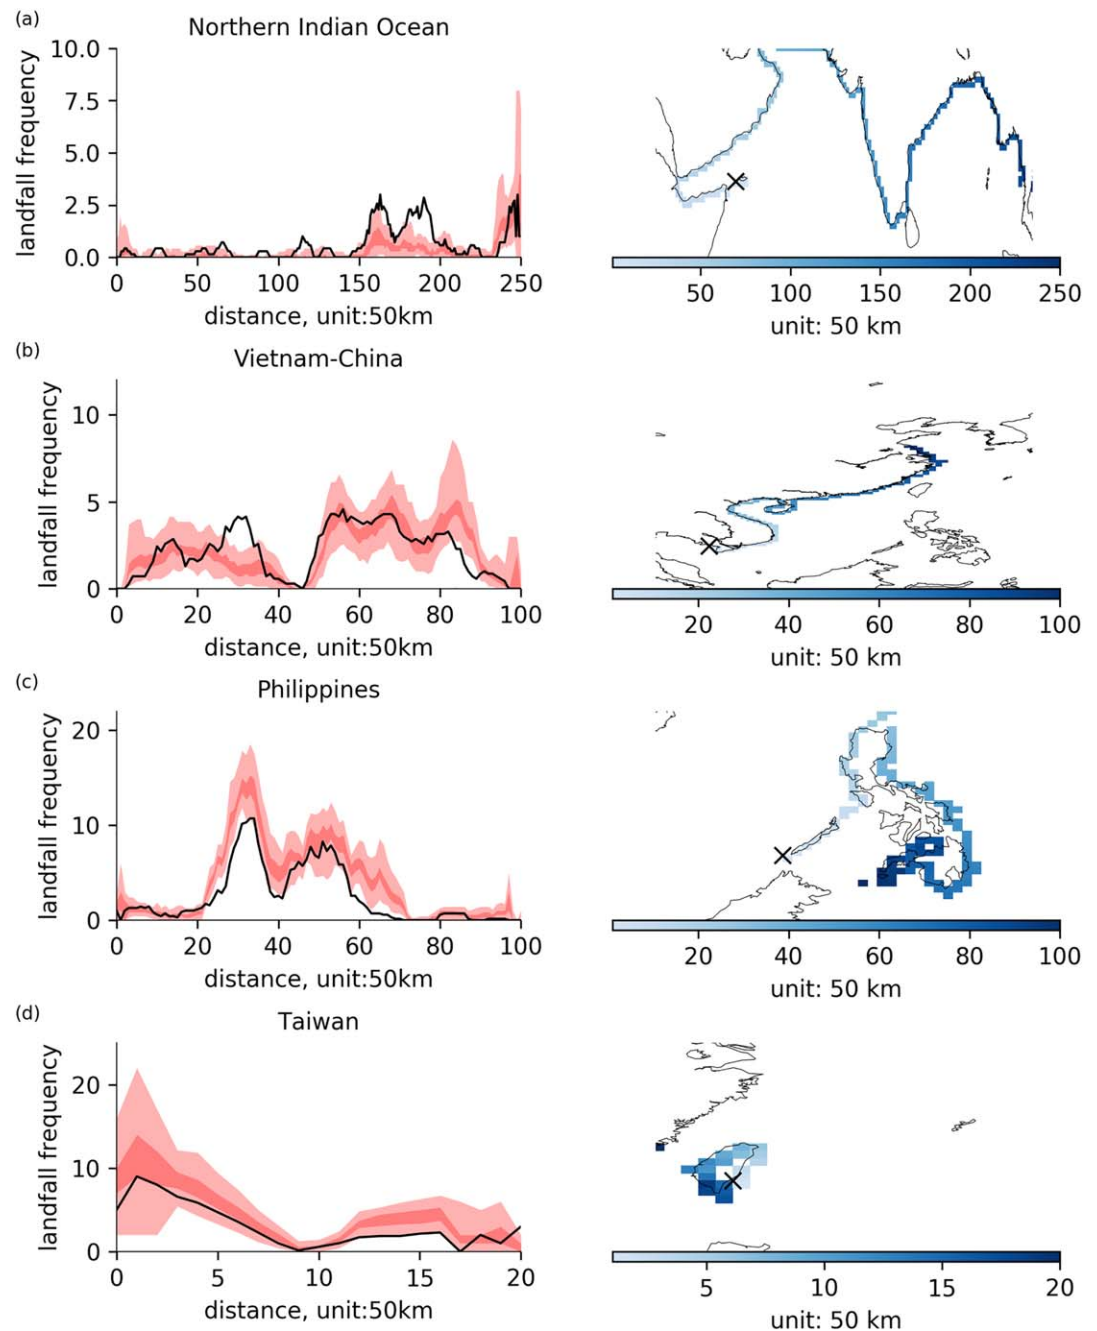 (a)
Northern Indian Ocean
landfall frequency
10.0
7.5
5.0
2.5
0.0
0 50 100 150 200 250
distance, unit:50km
50 100 150 200 250
unit: 50 km
(b)
Vietnam-China
landfall frequency
10
5
0
0 20 40 60 80 100
distance, unit:50km
20 40 60 80 100
unit: 50 km
(c)
Philippines
landfall frequency
20
10
0
0 20 40 60 80 100
distance, unit:50km
20 40 60 80 100
unit: 50 km
(d)
Taiwan
landfall frequency
20
10
0
0 5 10 15 20
distance, unit:50km
5 10 15 20
unit: 50 km